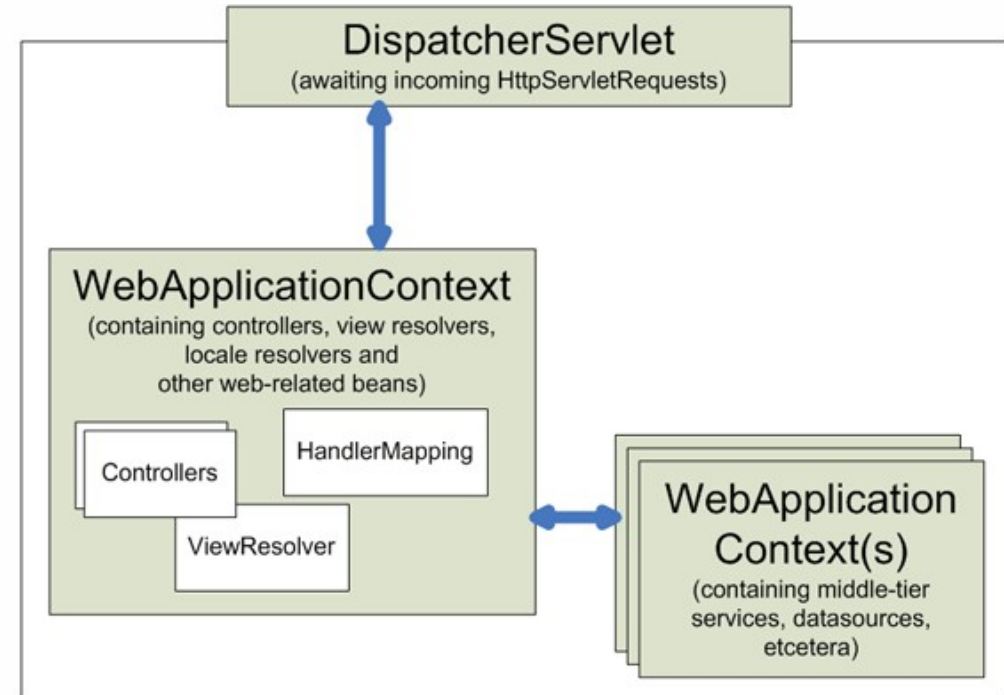 DispatcherServlet
(awaiting incoming HttpServletRequests)
WebApplicationContext
(containing controllers, view resolvers,
locale resolvers and
other web-related beans)
Controllers
HandlerMapping
ViewResolver
WebApplication
Context(s)
(containing middle-tier
services, datasources,
etcetera)